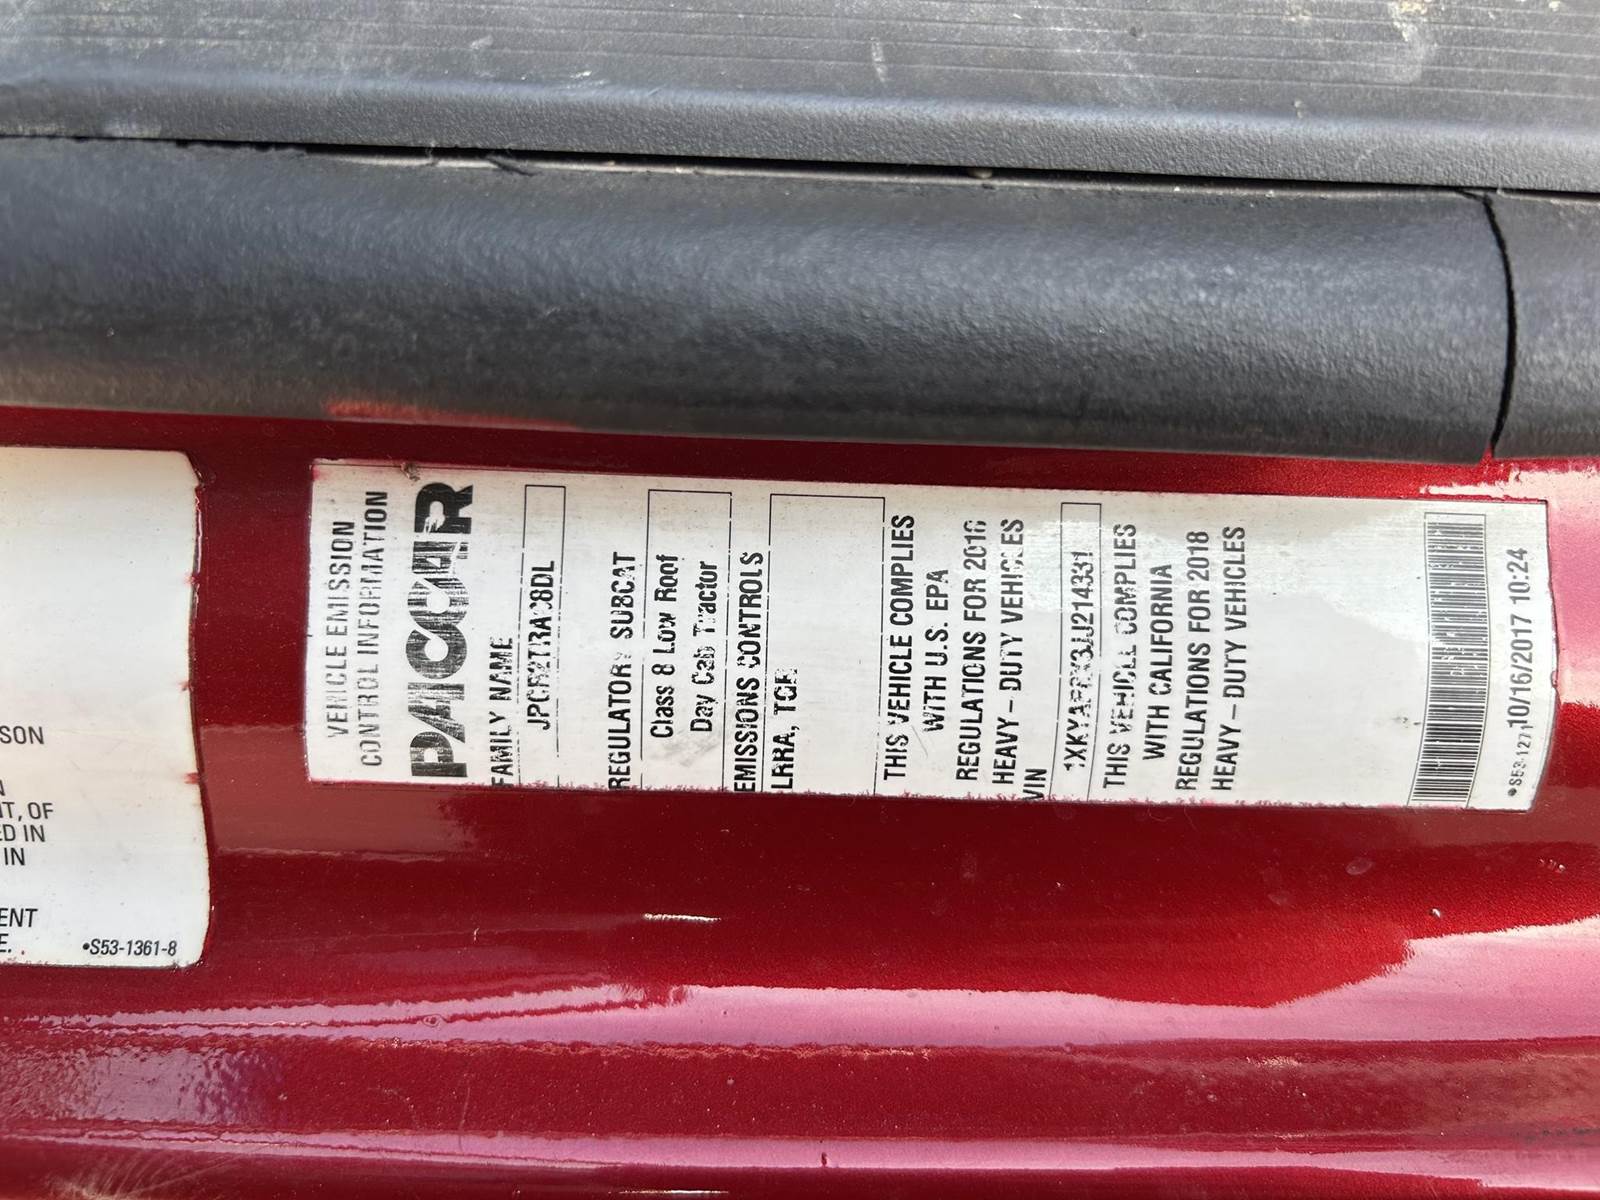 SON
N
IT, OF
ED IN
IN
ENT
E.
•S53-1361-8
VEHICLE EMISSION
CONTROL INFORMATION
PACCAR
FAMILY NAME
REGULATORY SUBCAT
Class 8 Low Roof
Day Cab Tractor
EMISSIONS CONTROLS
LRRA,
THIS VEHICLE COMPLIES
WITH U.S. EPA
REGULATIONS FOR 2018
HEAVY-DUTY VEHICLES
VIN
THIS VEHICLE COMPLIES
WITH CALIFORNIA
REGULATIONS FOR 2018
HEAVY-DUTY VEHICLES
10/16/2017 10:24